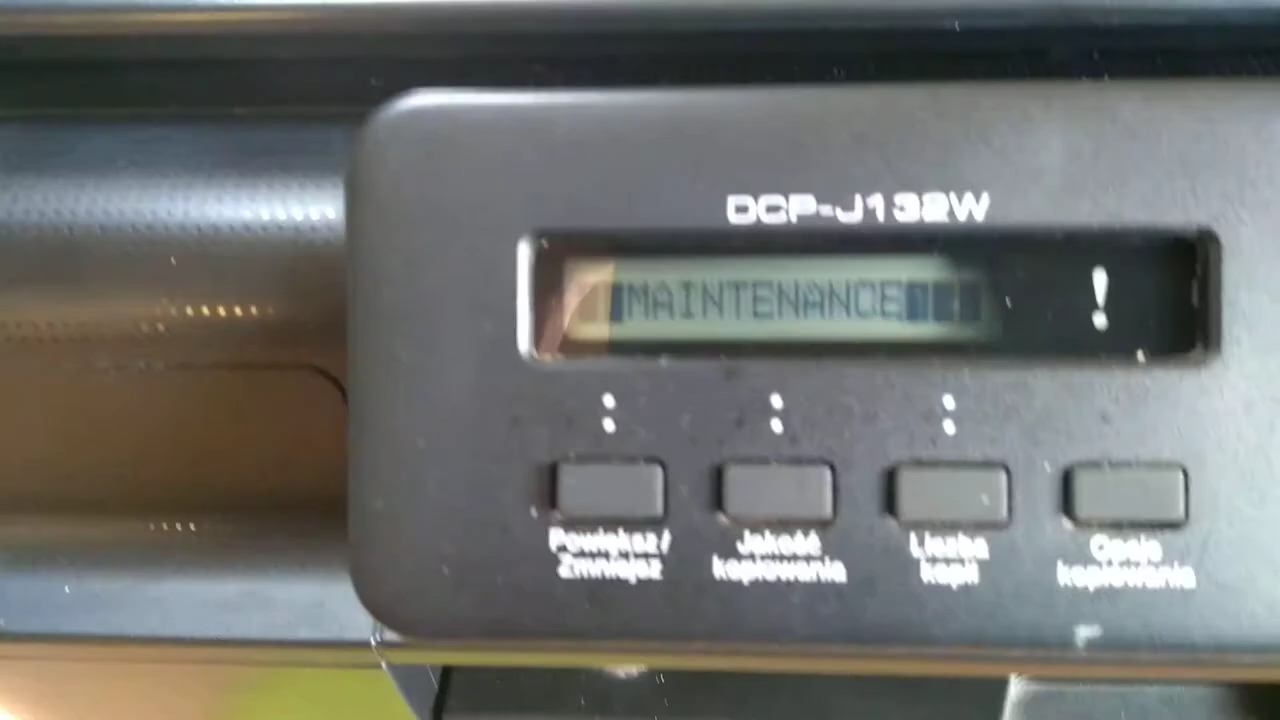 DCP-J132W
MAINTENANCE
!
Powiększ/
Zmniejsz
Jakość
kopiowania
Liczba
kopii
Opcje
kopiowania